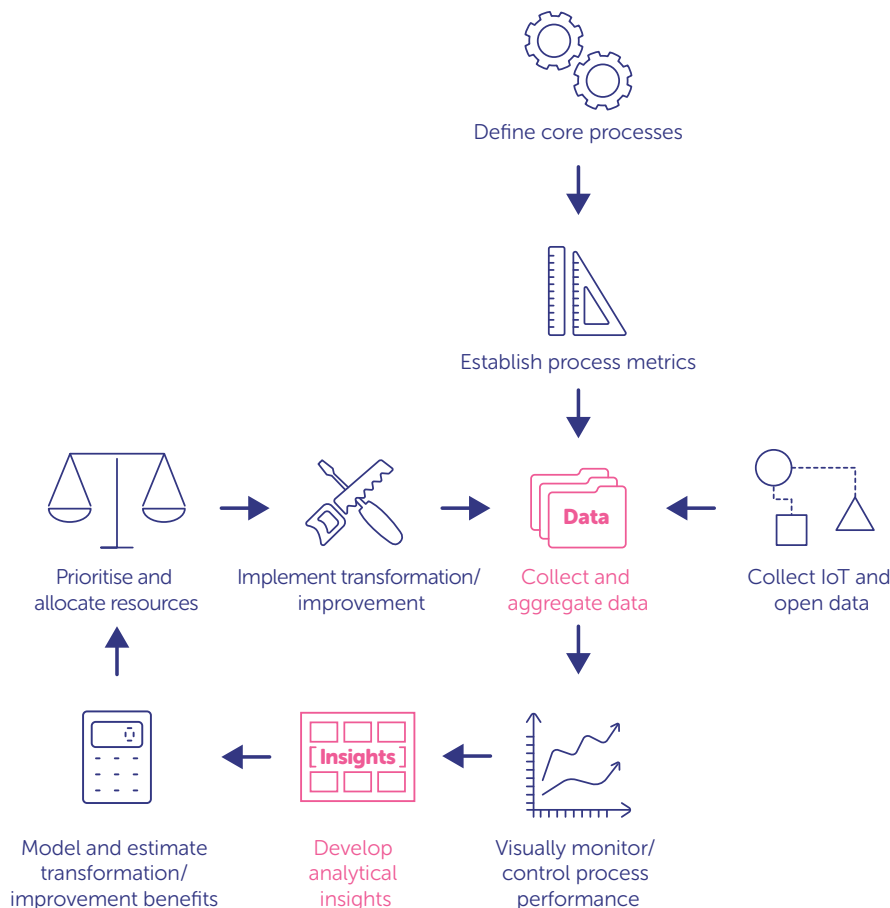 Define core processes
Establish process metrics
Data
Prioritise and
allocate resources
Implement transformation/
improvement
Collect and
aggregate data
Collect IoT and
open data
0
[Insights]
Model and estimate
transformation/
improvement benefits
Develop
analytical
insights
Visually monitor/
control process
performance